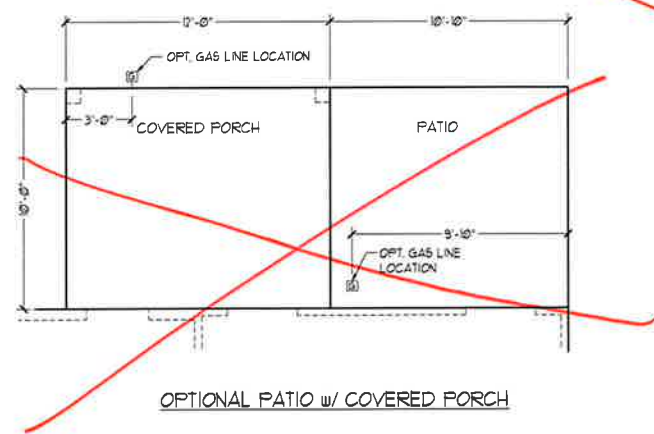 12'-0"
10'-10"
OPT. GAS LINE LOCATION
3'-0"
COVERED PORCH
PATIO
10'-0"
9'-10"
OPT. GAS LINE
LOCATION
OPTIONAL PATIO w/ COVERED PORCH